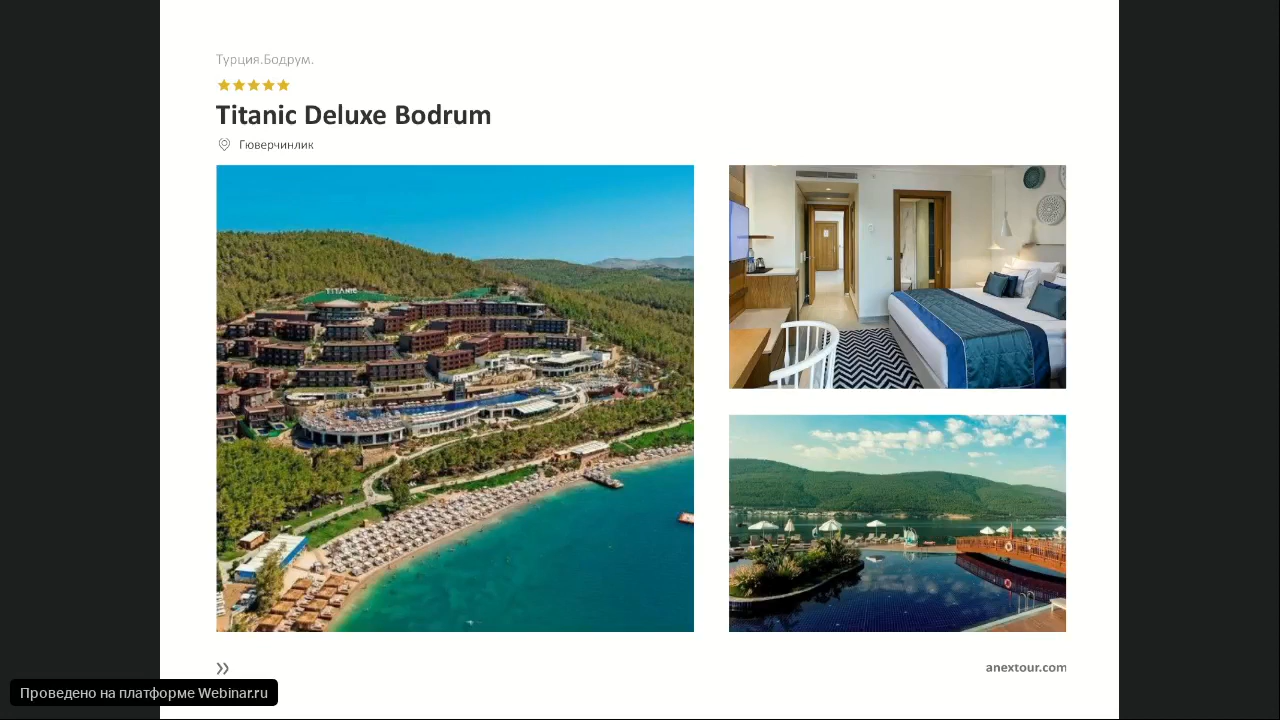 Турция.Бодрум.
Titanic Deluxe Bodrum
Гюверчинлик
TITANIC
anextour.com
Проведено на платформе Webinar.ru